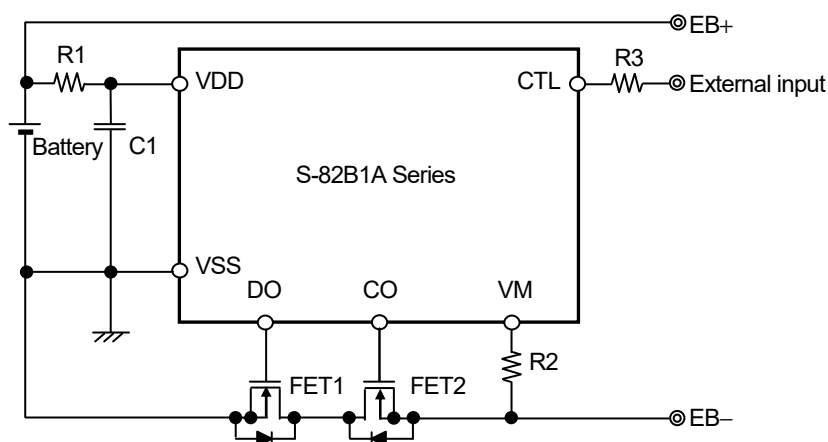 EB+
R1
R3
VDD
CTL
External input
Battery
C1
S-82B1A Series
VSS
DO
CO
VM
R2
FET1
FET2
EB−